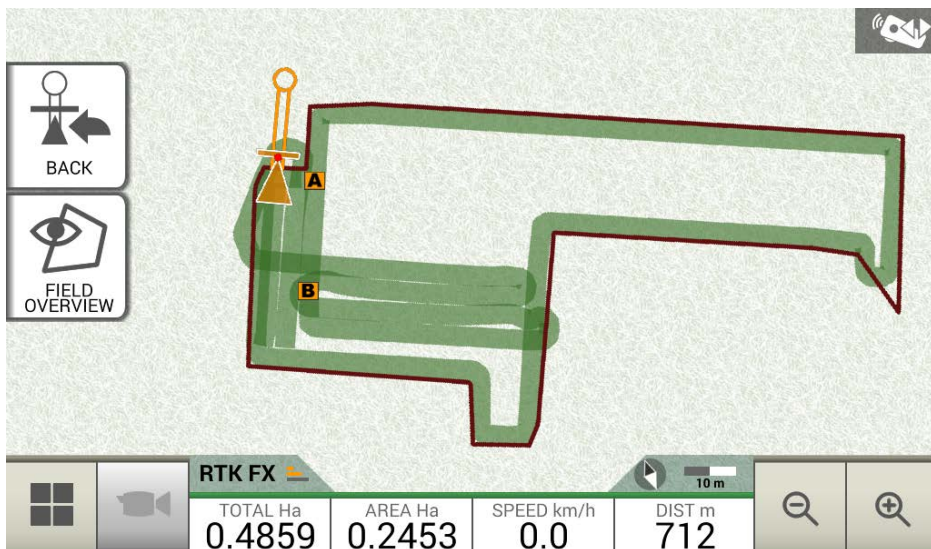 BACK
A
FIELD
OVERVIEW
B
RTK FX
10 m
TOTAL Ha
0.4859
AREA Ha
0.2453
SPEED km/h
0.0
DIST m
712